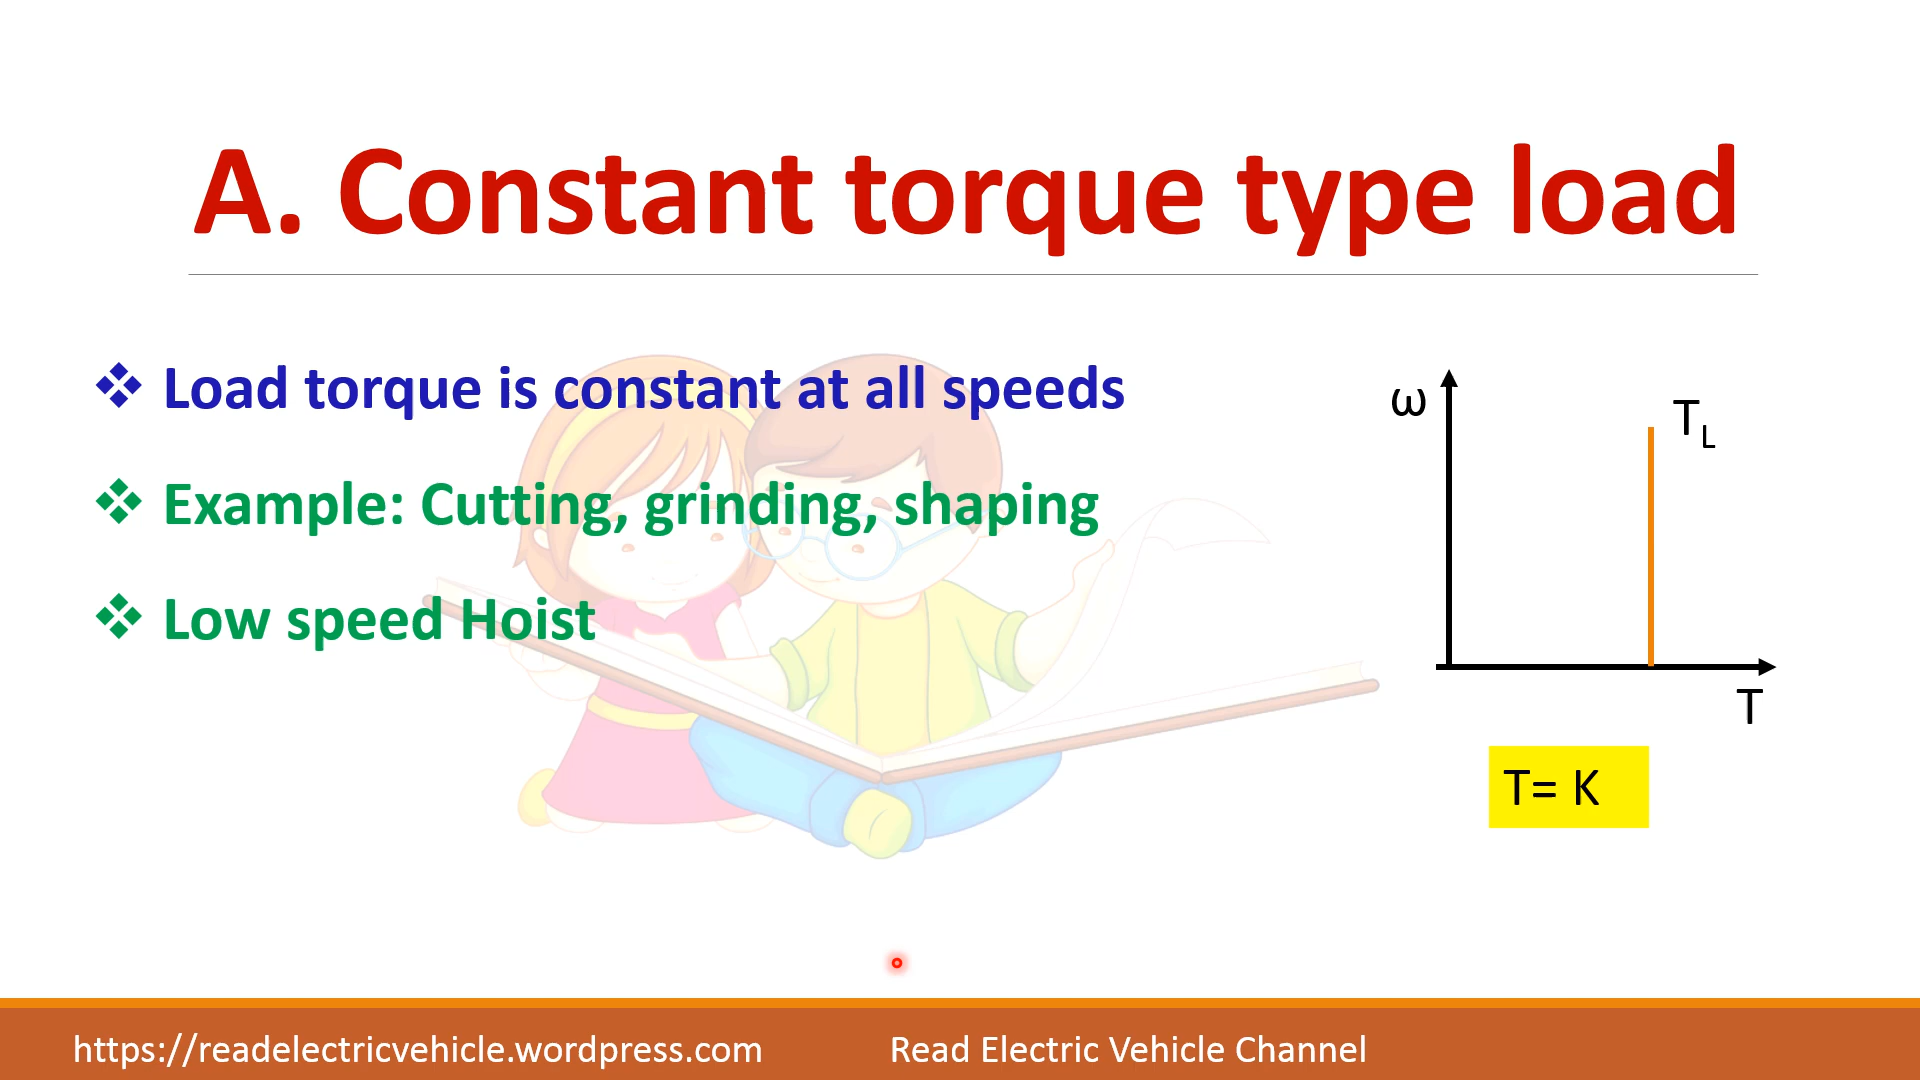 A. Constant torque type load
❖ Load torque is constant at all speeds
❖ Example: Cutting, grinding, shaping
❖ Low speed Hoist
ω
T_L
T
T= K
https://readelectricvehicle.wordpress.com
Read Electric Vehicle Channel